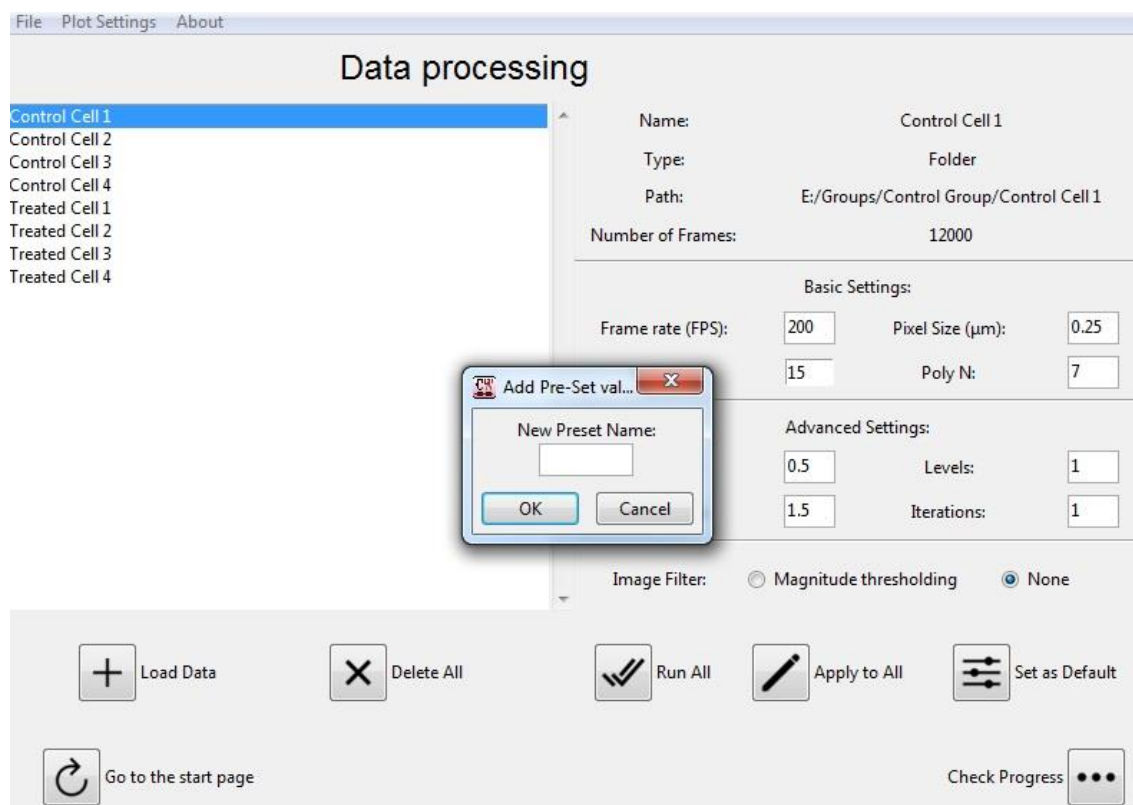 File Plot Settings About
Data processing
Control Cell 1
Control Cell 2
Control Cell 3
Control Cell 4
Treated Cell 1
Treated Cell 2
Treated Cell 3
Treated Cell 4
Name: Control Cell 1
Type: Folder
Path: E:/Groups/Control Group/Control Cell 1
Number of Frames: 12000
Basic Settings:
Frame rate (FPS): 200 Pixel Size (µm): 0.25
15 Poly N: 7
Advanced Settings:
0.5 Levels: 1
1.5 Iterations: 1
Image Filter: Magnitude thresholding None
Add Pre-Set val...
New Preset Name:
OK Cancel
Load Data Delete All Run All Apply to All Set as Default
Go to the start page Check Progress